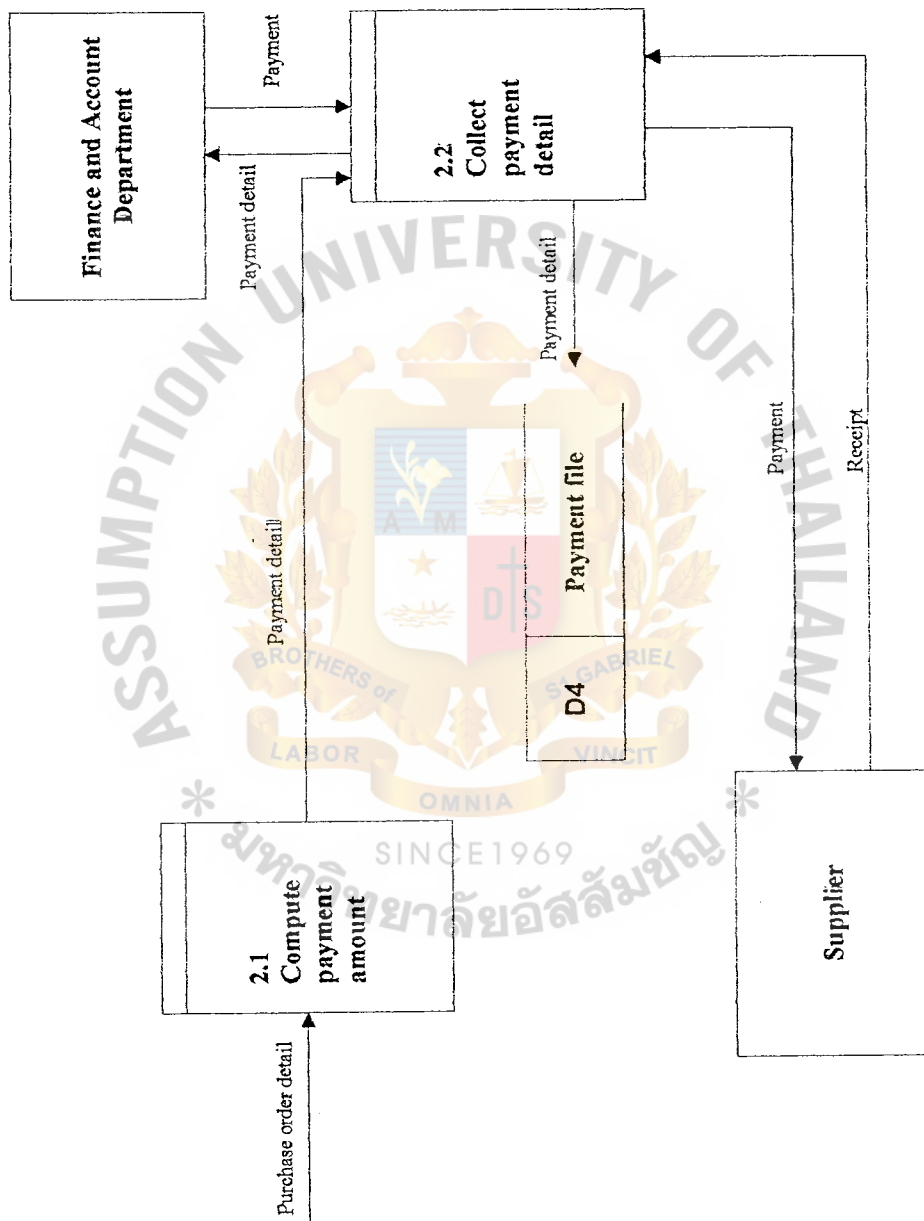 Purchase order detail
2.1
Compute
payment
amount
Payment detail
Finance and Account
Department
Payment detail
Payment
2.2
Collect
payment
detail
Payment detail
D4
Payment file
Payment
Receipt
Supplier
ASSUMPTION UNIVERSITY OF THAILAND
A M
D S
BROTHERS of
ST GABRIEL
LABOR
OMNIA
VINCIT
SINCE1969
* มหาวิทยาลัยอัสสัมชัญ *